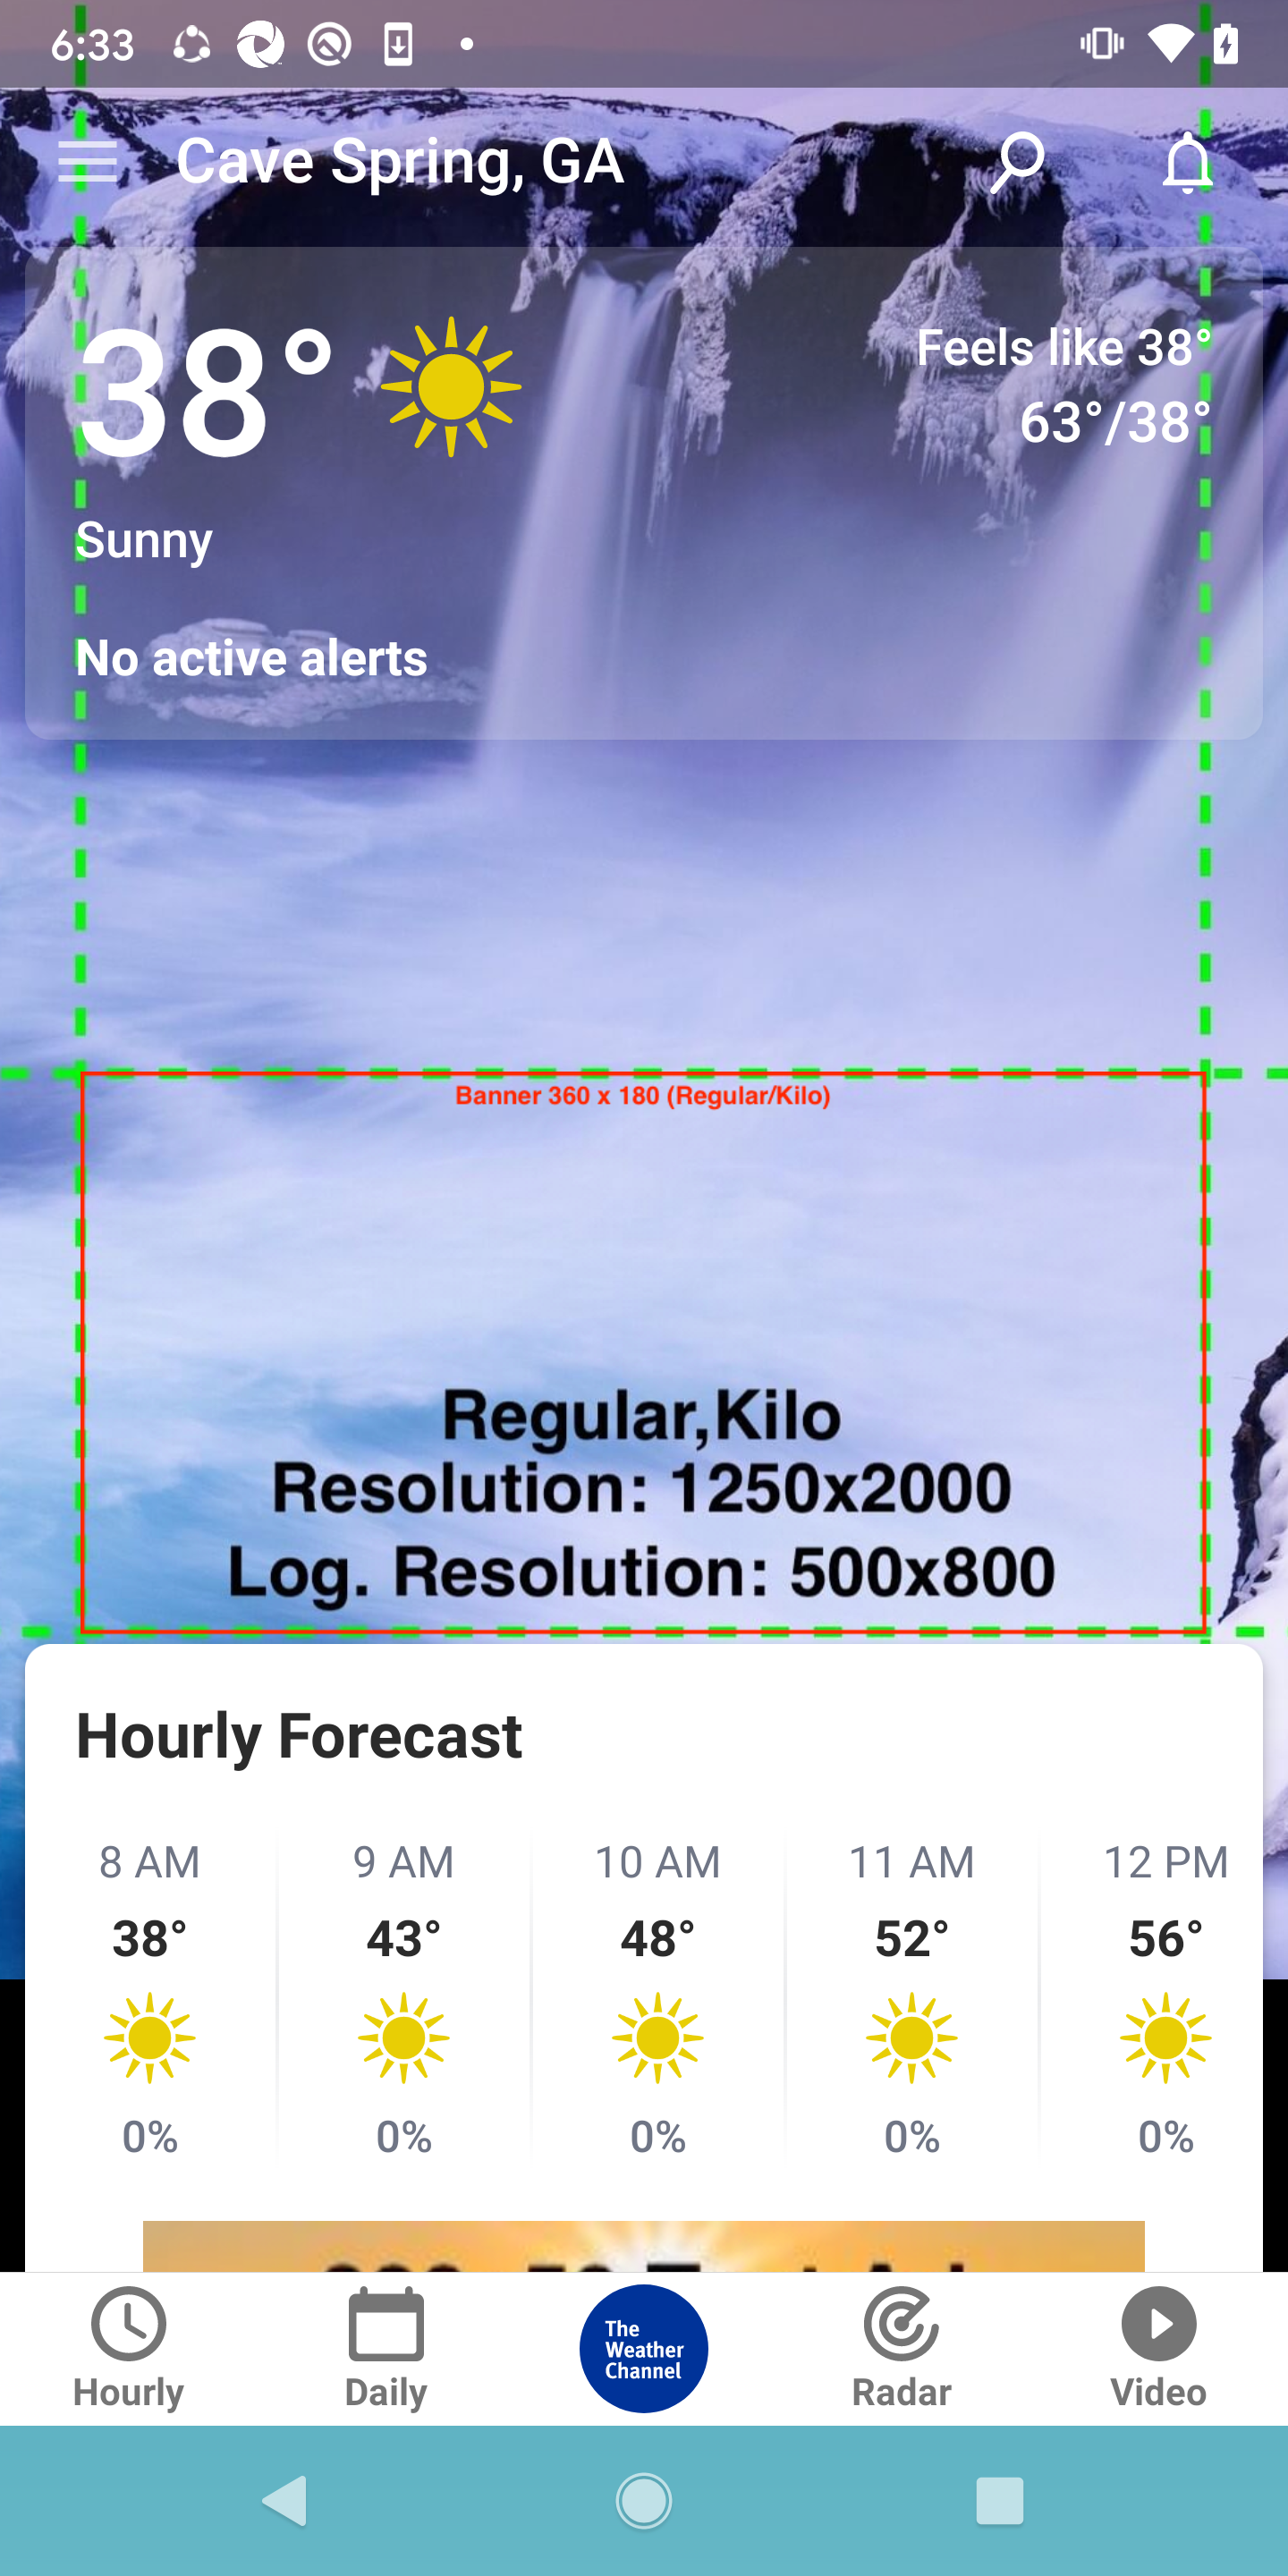 6:33
Cave Spring, GA
38°
Feels like 38°
63°/38°
Sunny
No active alerts
Banner 360 x 180 (Regular/Kilo)
Regular,Kilo
Resolution: 1250x2000
Log. Resolution: 500x800
Hourly Forecast
8 AM 9 AM 10 AM 11 AM 12 PM
38° 43° 48° 52° 56°
0% 0% 0% 0% 0%
The
Weather
Channel
Hourly Daily Radar Video